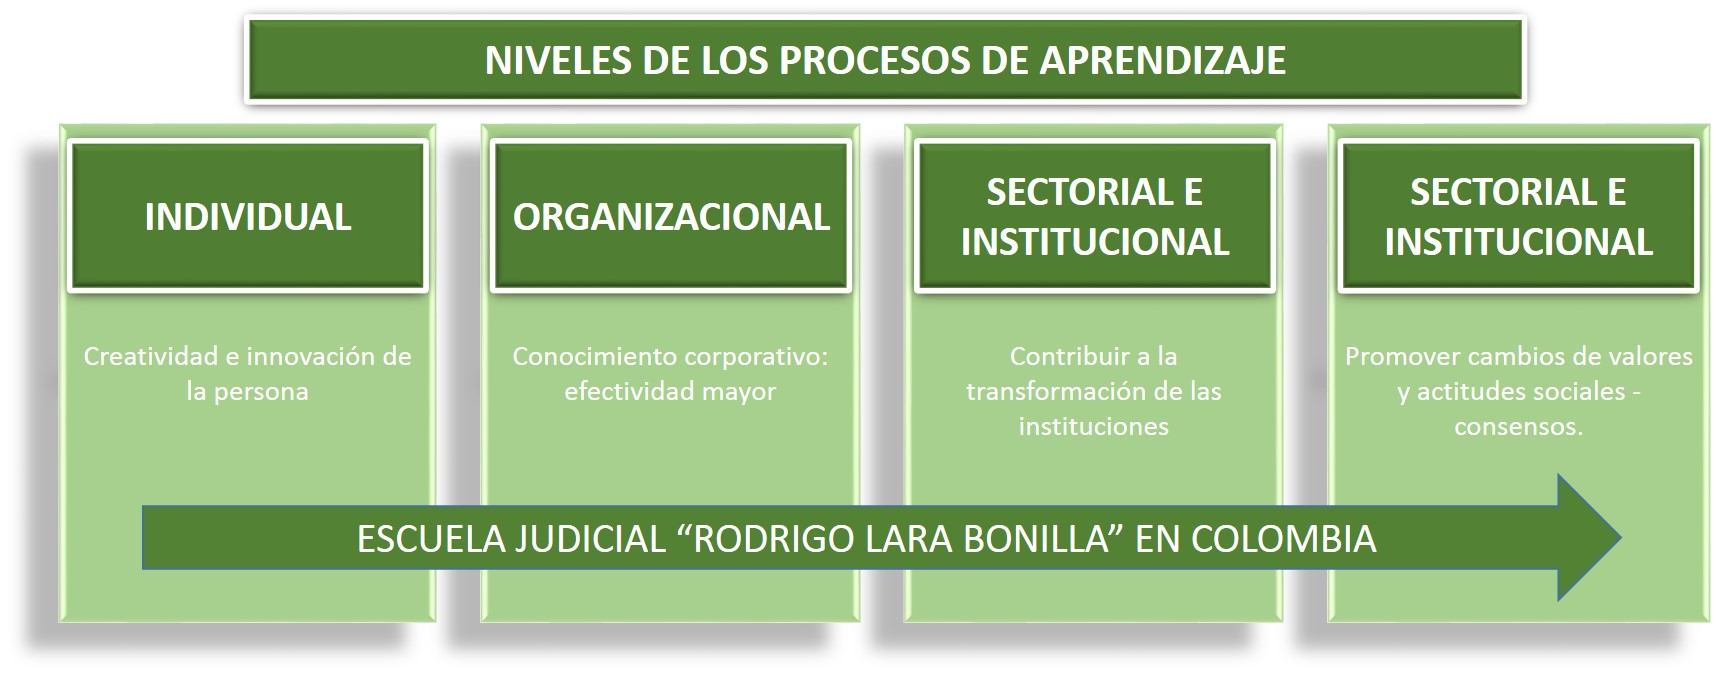 NIVELES DE LOS PROCESOS DE APRENDIZAJE
INDIVIDUAL
Creatividad e innovación de
la persona
ORGANIZACIONAL
Conocimiento corporativo:
efectividad mayor
SECTORIAL E
INSTITUCIONAL
Contribuir a la
transformación de las
instituciones
SECTORIAL E
INSTITUCIONAL
Promover cambios de valores
y actitudes sociales -
consensos.
ESCUELA JUDICIAL “RODRIGO LARA BONILLA” EN COLOMBIA